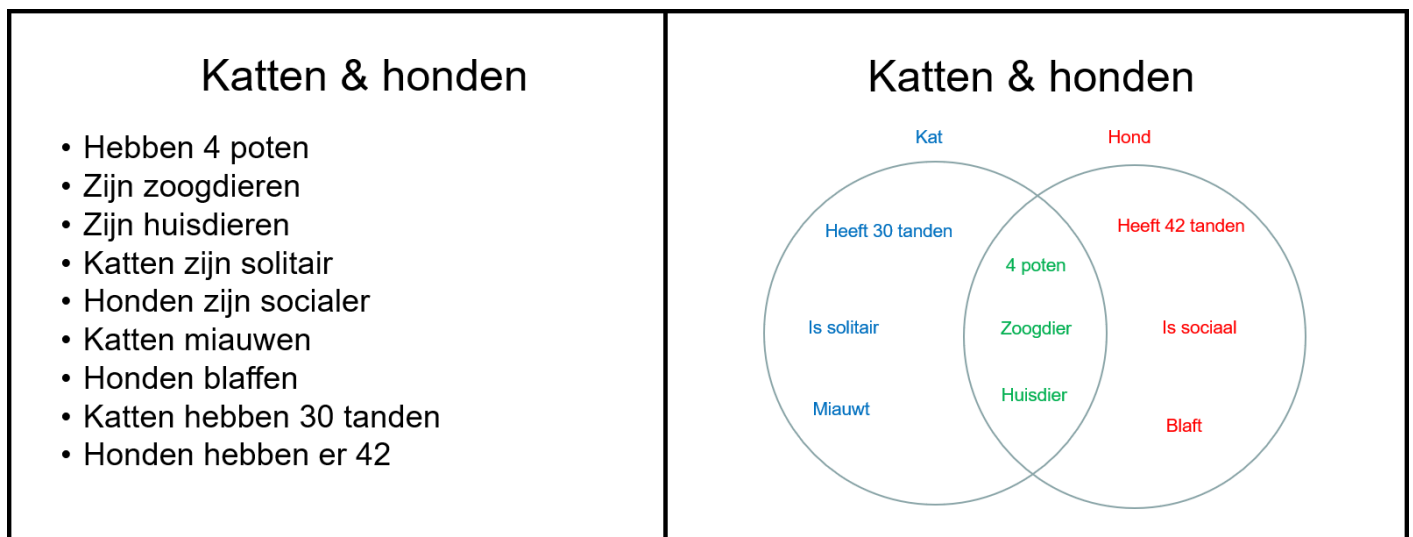 Katten & honden
• Hebben 4 poten
• Zijn zoogdieren
• Zijn huisdieren
• Katten zijn solitair
• Honden zijn socialer
• Katten miauwen
• Honden blaffen
• Katten hebben 30 tanden
• Honden hebben er 42
Katten & honden
Kat
Hond
Heeft 30 tanden
Heeft 42 tanden
4 poten
Is solitair
Zoogdier
Is sociaal
Miauwt
Huisdier
Blaft